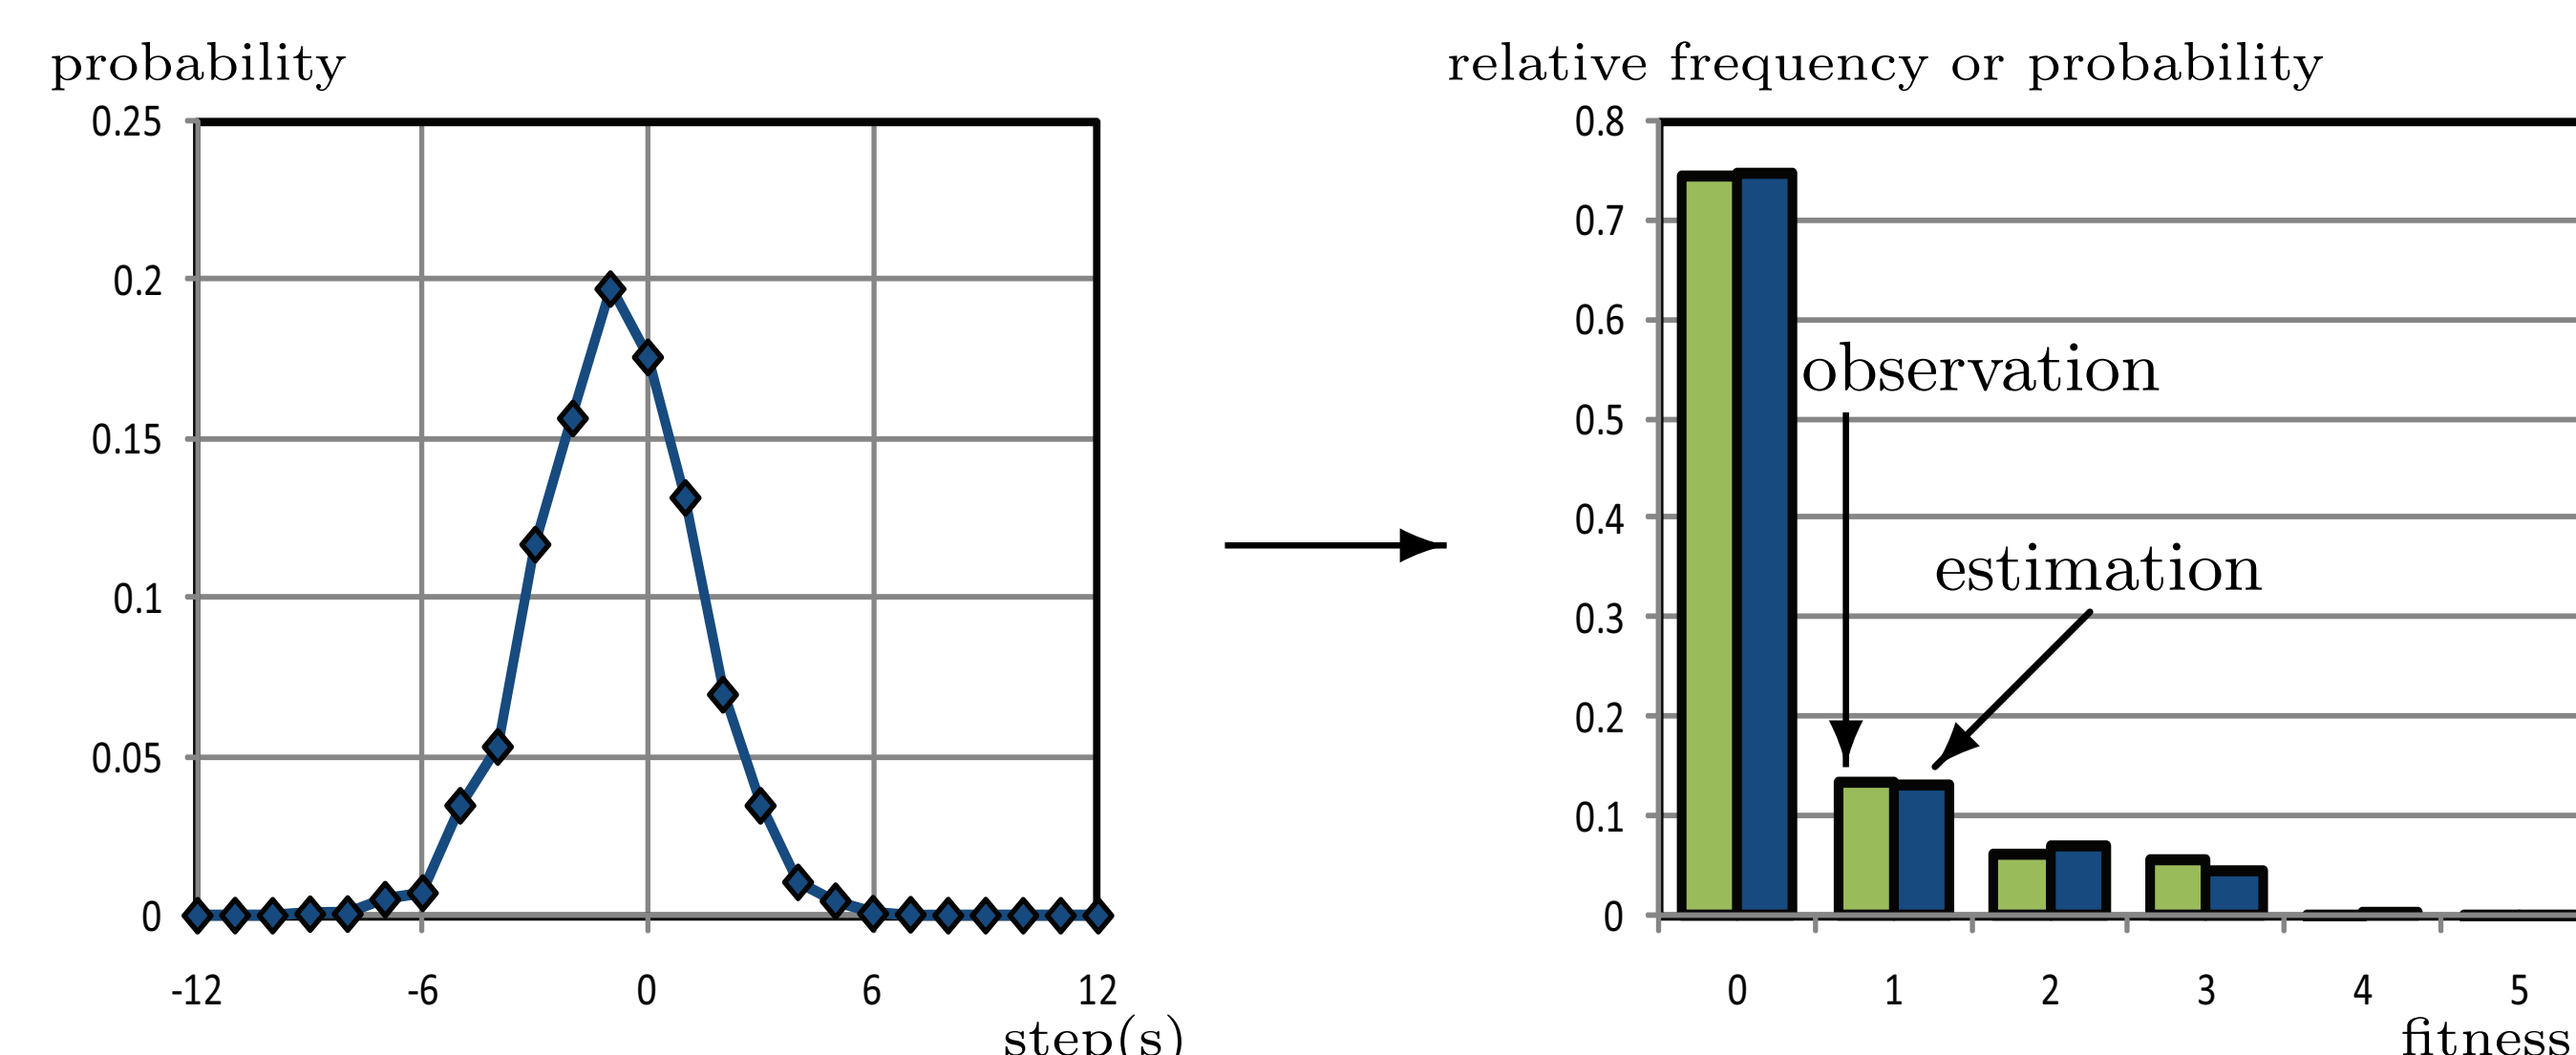 probability
0.25
0.2
0.15
0.1
0.05
0
-12 -6 0 6 12
step(s)
relative frequency or probability
0.8
0.7
0.6
0.5
0.4
0.3
0.2
0.1
0
observation
estimation
0 1 2 3 4 5
fitness